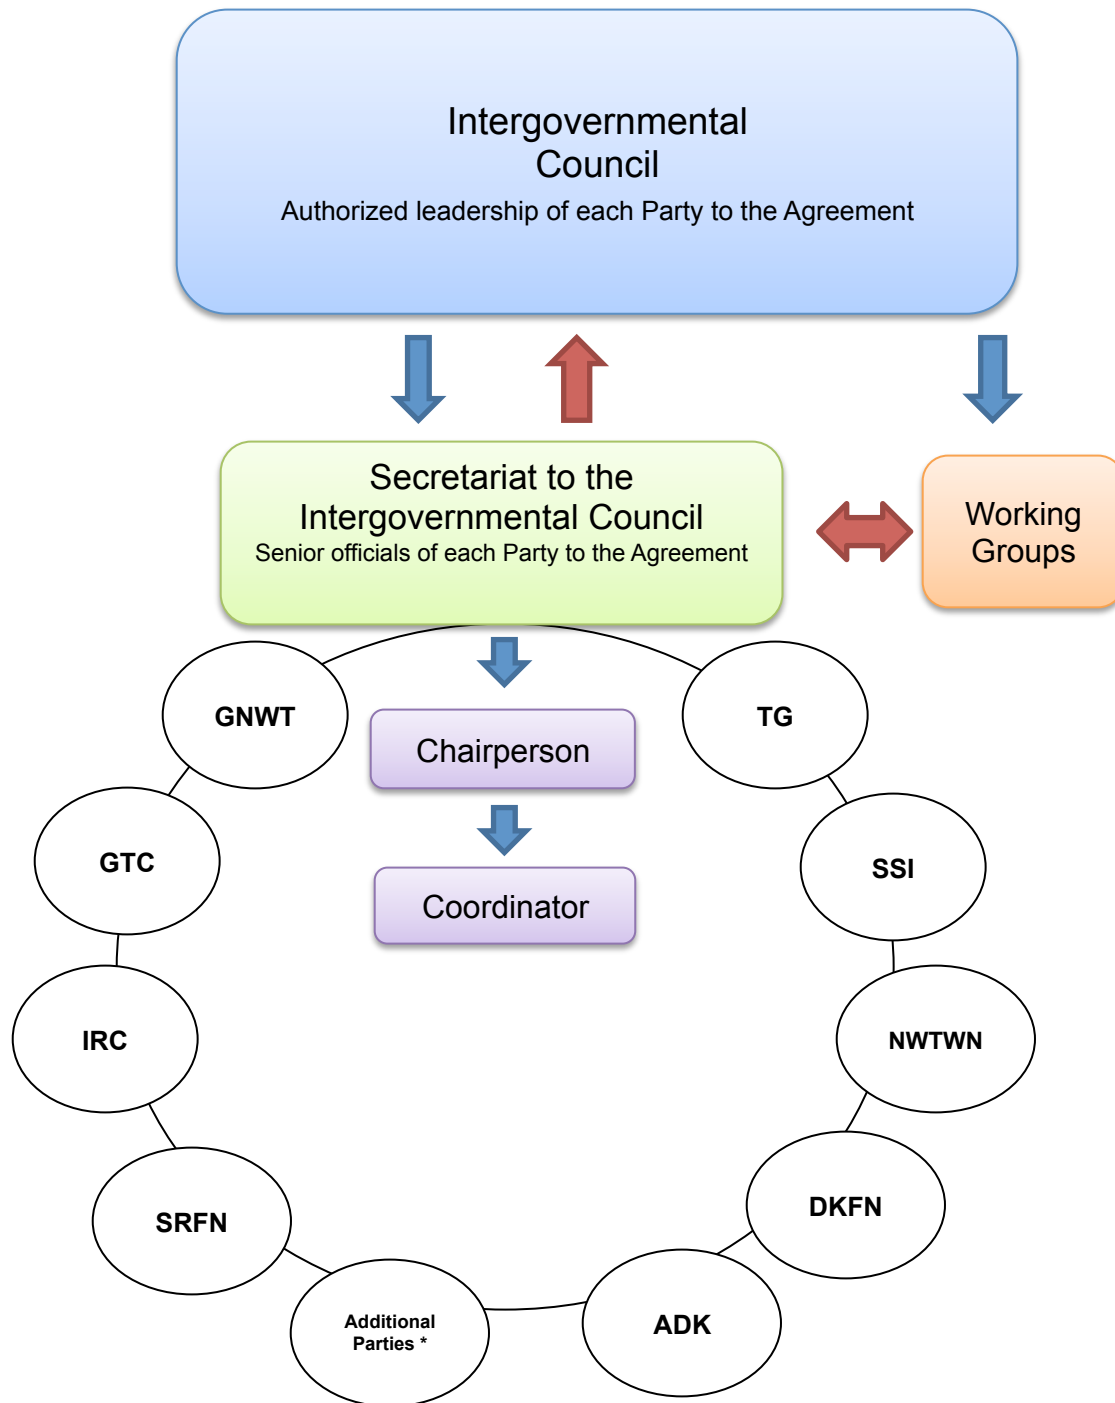 Intergovernmental
Council
Authorized leadership of each Party to the Agreement
Secretariat to the
Intergovernmental Council
Senior officials of each Party to the Agreement
Working
Groups
GNWT
TG
Chairperson
GTC
SSI
Coordinator
IRC
NWTWN
SRFN
DKFN
Additional
Parties *
ADK